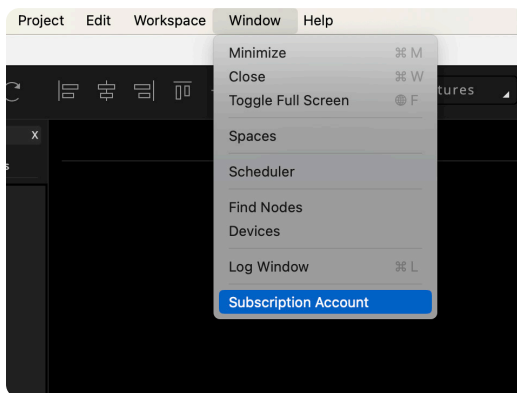 Project Edit Workspace Window Help
Minimize ⌘ M
Close ⌘ W
tures
Toggle Full Screen 🌐 F
X
Spaces
s
Scheduler
Find Nodes
Devices
Log Window ⌘ L
Subscription Account